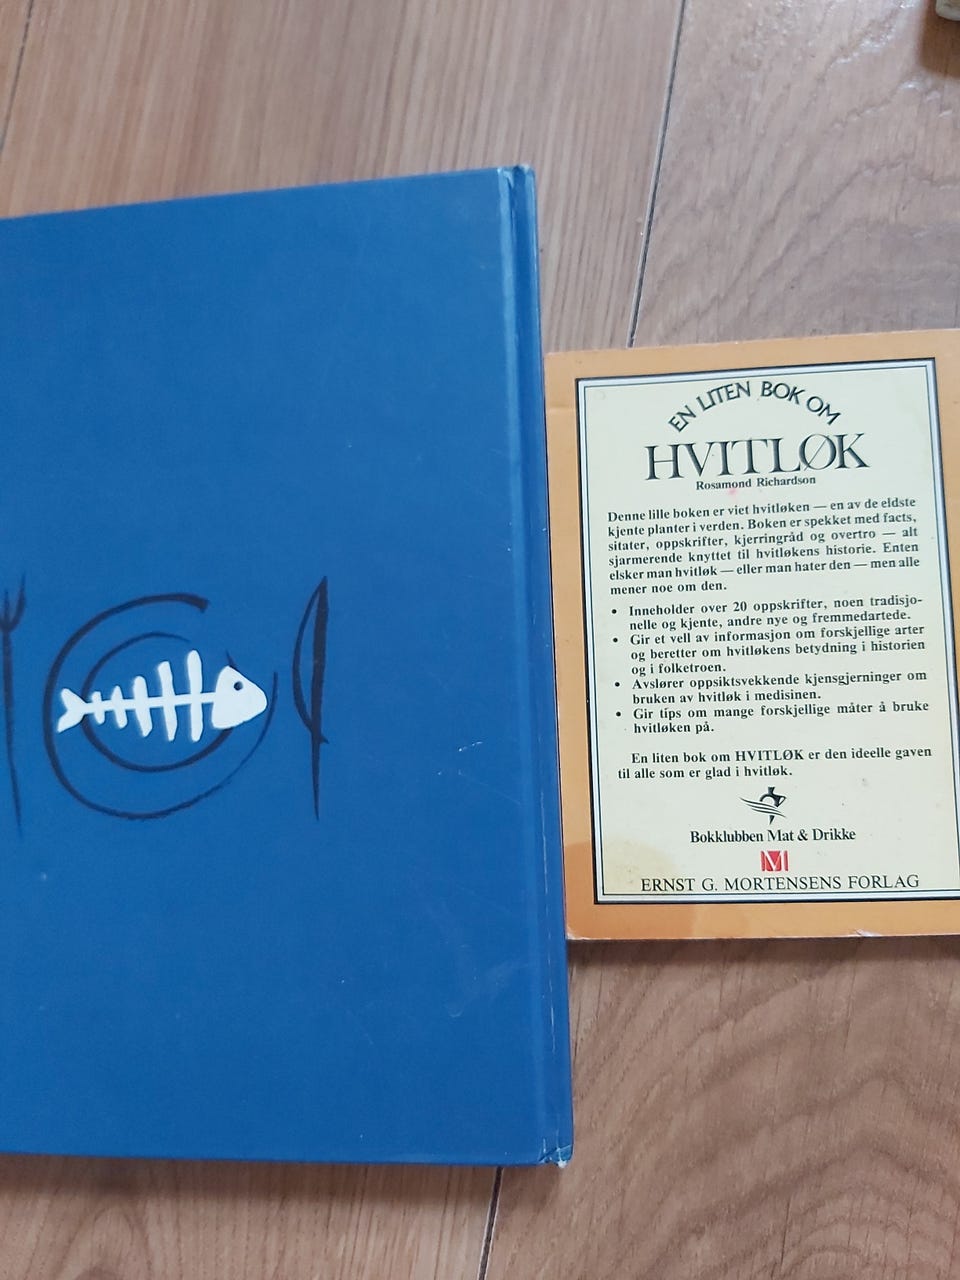 EN LITEN BOK OM
HVITLØK
Rosamond Richardson
Denne lille boken er viet hvitløken — en av de eldste
kjente planter i verden. Boken er spekket med facts,
sitater, oppskrifter, kjerringråd og overtro — alt
sjarmerende knyttet til hvitløkens historie. Enten
elsker man hvitløk — eller man hater den — men alle
mener noe om den.
• Inneholder over 20 oppskrifter, noen tradisjo-
nelle og kjente, andre nye og fremmedartede.
• Gir et vell av informasjon om forskjellige arter
og beretter om hvitløkens betydning i historien
og i folketroen.
• Avslører oppsiktsvekkende kjensgjerninger om
bruken av hvitløk i medisinen.
• Gir tips om mange forskjellige måter å bruke
hvitløken på.
En liten bok om HVITLØK er den ideelle gaven
til alle som er glad i hvitløk.
Bokklubben Mat & Drikke
M
ERNST G. MORTENSENS FORLAG